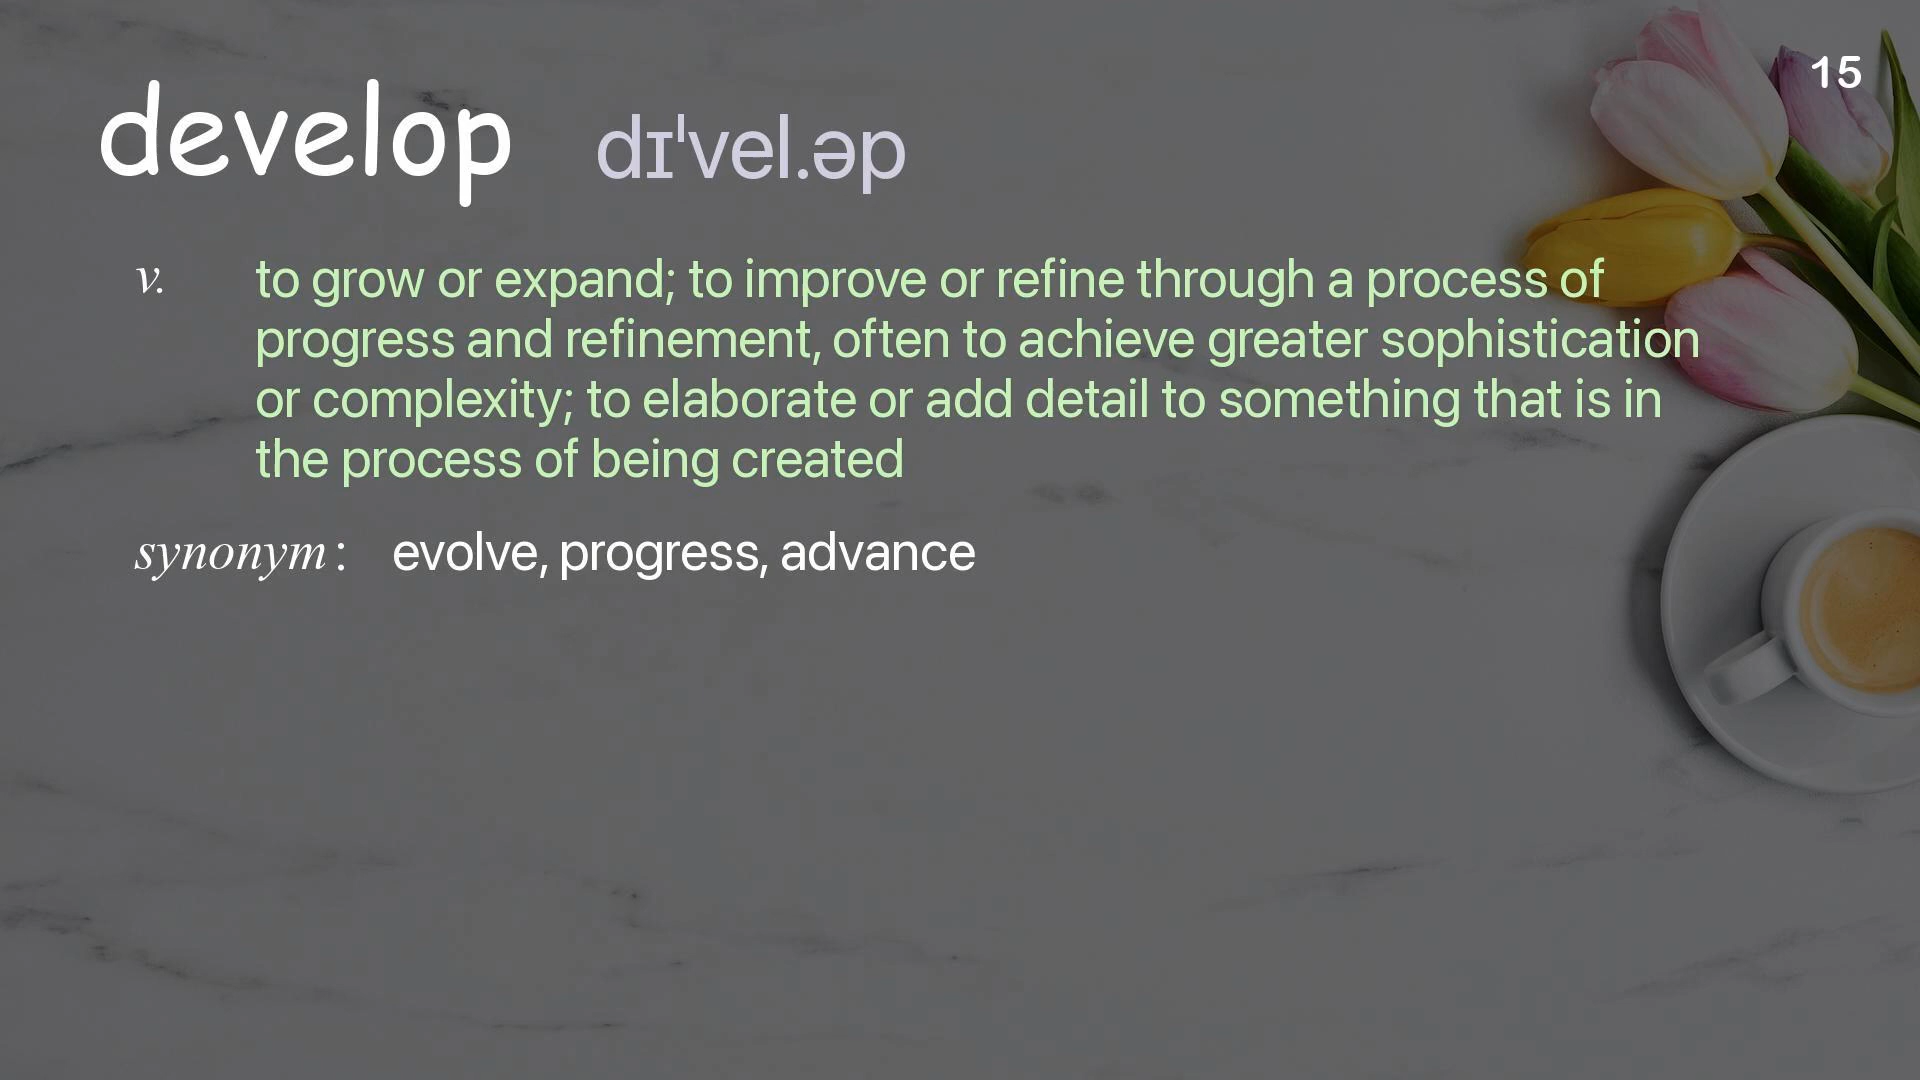 15
develop dɪˈvel.əp
v. to grow or expand; to improve or refine through a process of
progress and refinement, often to achieve greater sophistication
or complexity; to elaborate or add detail to something that is in
the process of being created
synonym: evolve, progress, advance